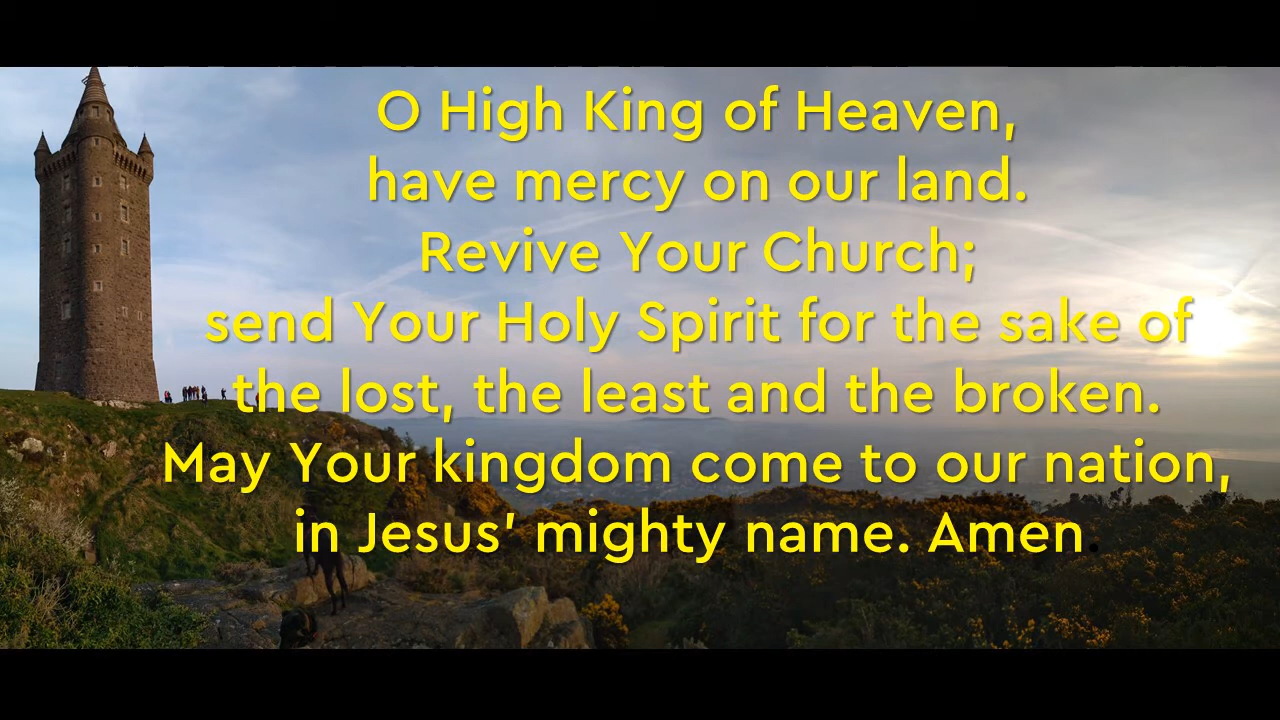 O High King of Heaven,
have mercy on our land.
Revive Your Church;
send Your Holy Spirit for the sake of
the lost, the least and the broken.
May Your kingdom come to our nation,
in Jesus’ mighty name. Amen.